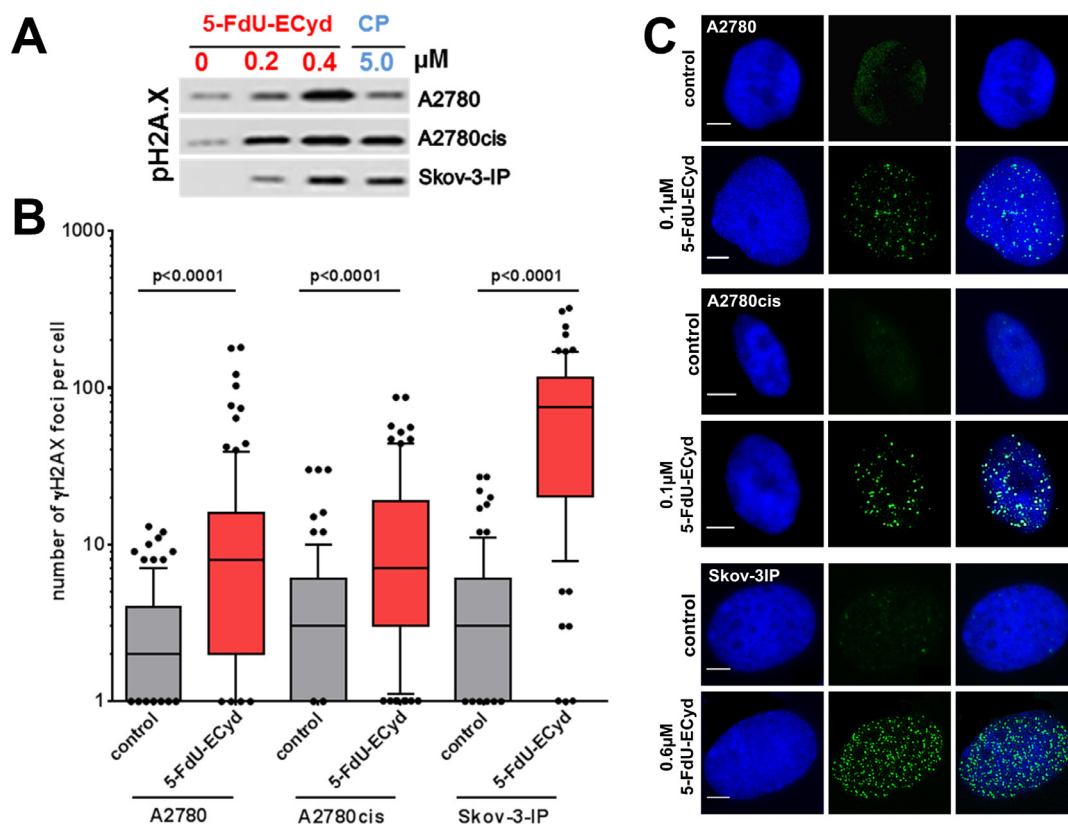 A
5-FdU-ECyd CP
0 0.2 0.4 5.0 µM
pH2A.X
A2780
A2780cis
Skov-3-IP
B
number of γH2AX foci per cell
1000
100
10
1
p<0.0001 p<0.0001 p<0.0001
control 5-FdU-ECyd control 5-FdU-ECyd control 5-FdU-ECyd
A2780 A2780cis Skov-3-IP
C
A2780
control
0.1µM
5-FdU-ECyd
A2780cis
control
0.1µM
5-FdU-ECyd
Skov-3IP
control
0.6µM
5-FdU-ECyd